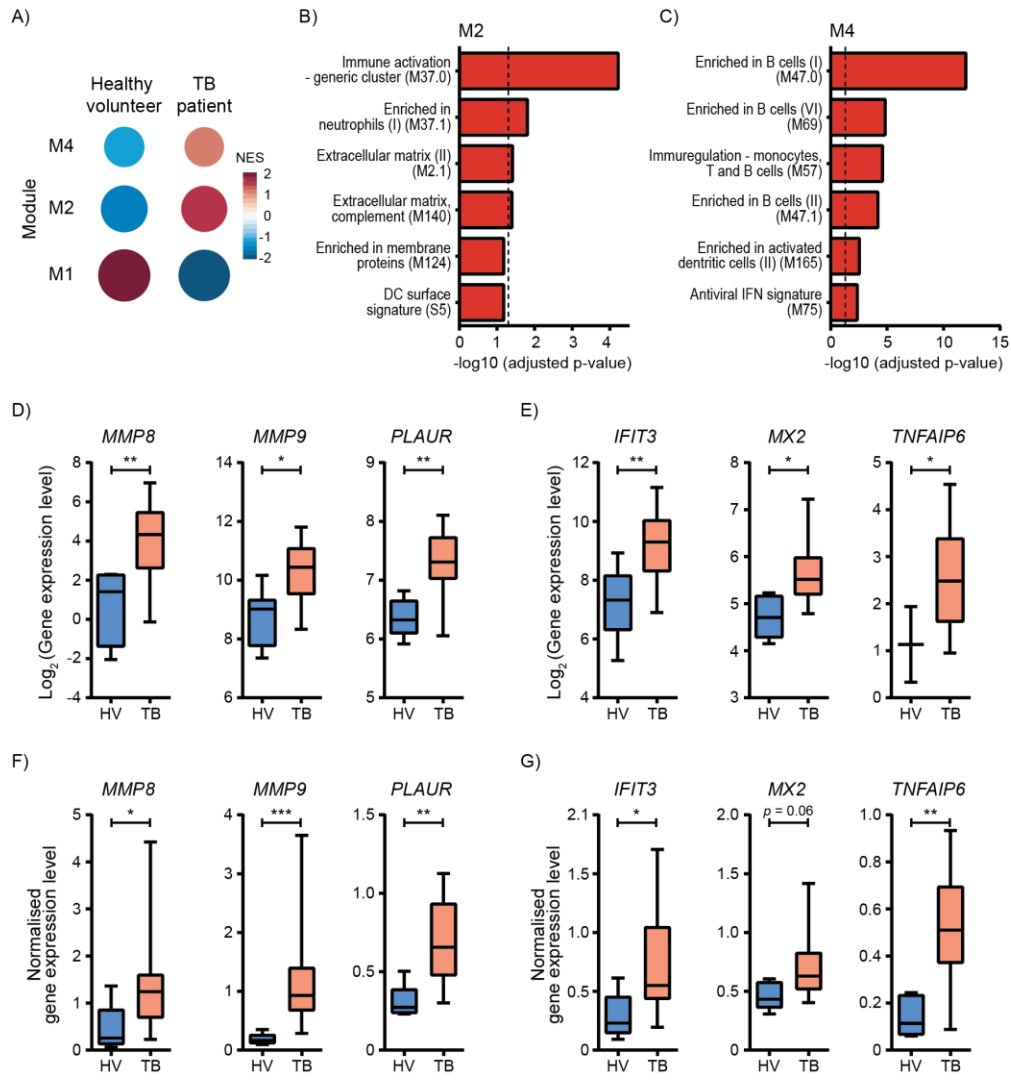 A)
Healthy
volunteer
TB
patient
M4
M2
M1
Module
NES
2
1
0
-1
-2
B)
M2
Immune activation
- generic cluster (M37.0)
Enriched in
neutrophils (I) (M37.1)
Extracellular matrix (II)
(M2.1)
Extracellular matrix,
complement (M140)
Enriched in membrane
proteins (M124)
DC surface
signature (S5)
0 1 2 3 4
-log10 (adjusted p-value)
C)
M4
Enriched in B cells (I)
(M47.0)
Enriched in B cells (VI)
(M69)
Immuregulation - monocytes,
T and B cells (M57)
Enriched in B cells (II)
(M47.1)
Enriched in activated
dentritic cells (II) (M165)
Antiviral IFN signature
(M75)
0 5 10 15
-log10 (adjusted p-value)
D)
Log2 (Gene expression level)
MMP8
**
8
6
4
2
0
-2
-4
HV TB
MMP9
*
14
12
10
8
6
HV TB
PLAUR
**
9
8
7
6
5
HV TB
E)
Log2 (Gene expression level)
IFIT3
**
12
10
8
6
4
HV TB
MX2
*
8
7
6
5
4
3
HV TB
TNFAIP6
*
5
4
3
2
1
0
HV TB
F)
Normalised
gene expression level
MMP8
*
5
4
3
2
1
0
HV TB
MMP9
***
4
3
2
1
0
HV TB
PLAUR
**
1.5
1.0
0.5
0
HV TB
G)
Normalised
gene expression level
IFIT3
*
2.1
1.5
1.0
0.5
0
HV TB
MX2
p = 0.06
2.0
1.5
1.0
0.5
0
HV TB
TNFAIP6
**
1.0
0.8
0.6
0.4
0.2
0
HV TB